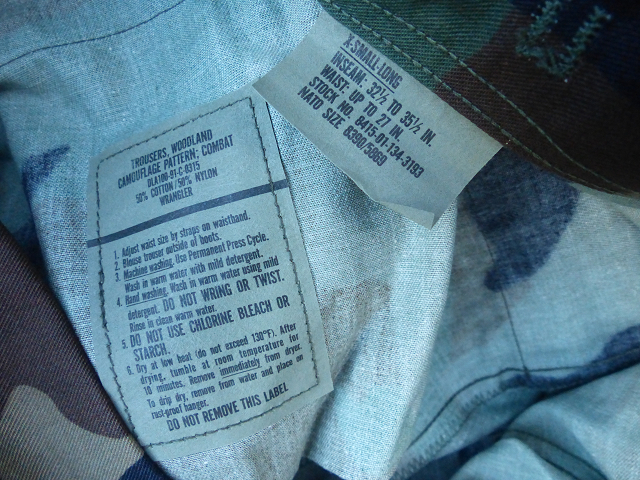 X-SMALL-LONG
INSEAM: 32½ TO 35½ IN.
WAIST: UP TO 27 IN.
STOCK NO. 8415-01-134-3193
NATO SIZE 8390/5869
TROUSERS, WOODLAND
CAMOUFLAGE PATTERN; COMBAT
DLA100-91-C-0315
50% COTTON/50% NYLON
WRANGLER
1. Adjust waist size by straps on waistband.
2. Blouse trouser outside of boots.
3. Machine washing. Use Permanent Press Cycle.
Wash in warm water with mild detergent.
4. Hand washing. Wash in warm water using mild
detergent. DO NOT WRING OR TWIST.
Rinse in clean warm water.
5. DO NOT USE CHLORINE BLEACH OR
STARCH.
6. Dry at low heat (do not exceed 130°F). After
drying, tumble at room temperature for
10 minutes. Remove immediately from dryer.
To drip dry, remove from water and place on
rust-proof hanger.
DO NOT REMOVE THIS LABEL